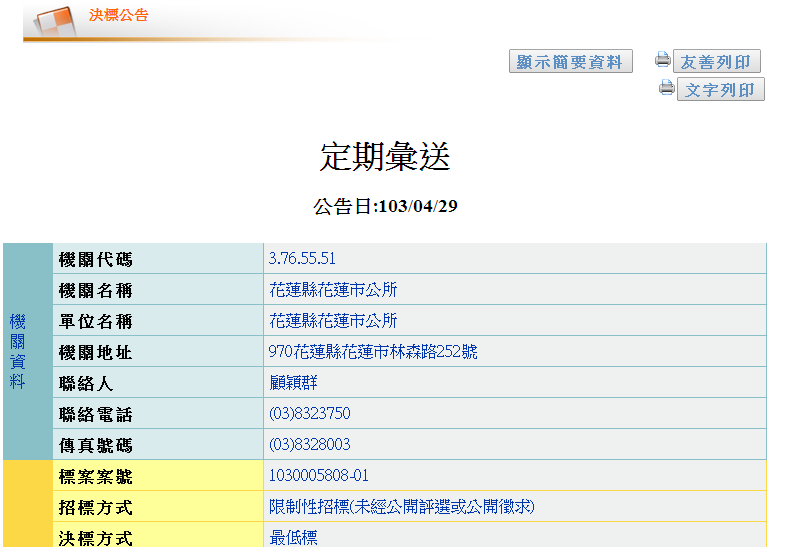 決標公告
顯示簡要資料 友善列印
文字列印
定期彙送
公告日:103/04/29
機關資料
機關代碼 3.76.55.51
機關名稱 花蓮縣花蓮市公所
單位名稱 花蓮縣花蓮市公所
機關地址 970花蓮縣花蓮市林森路252號
聯絡人 顧穎群
聯絡電話 (03)8323750
傳真號碼 (03)8328003
標案案號 1030005808-01
招標方式 限制性招標(未經公開評選或公開徵求)
決標方式 最低標